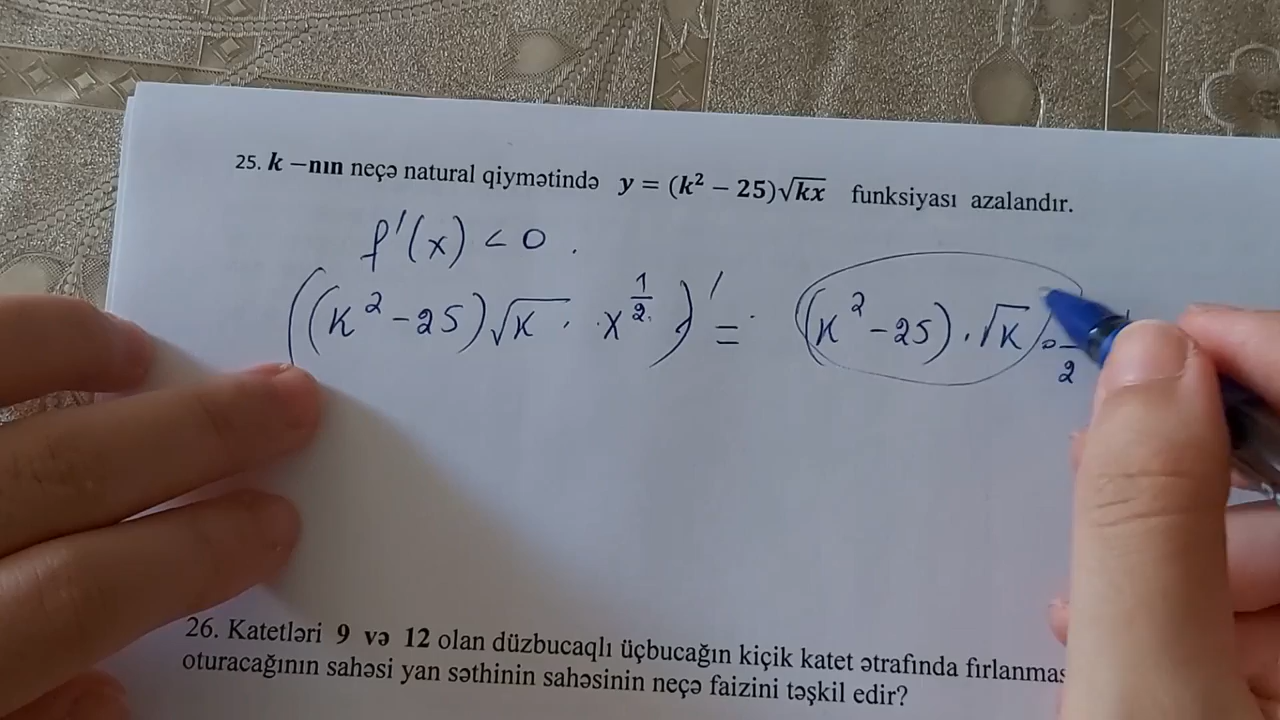 25. k –nın neçə natural qiymətində y = (k² – 25)√kx funksiyası azalandır.
f'(x) < 0 .
((k² - 25)√k · x^(1/2))' = (k² - 25) · √k · 1/2
26. Katetləri 9 və 12 olan düzbucaqlı üçbucağın kiçik katet ətrafında
oturacağının sahəsi yan səthinin sahəsinin neçə faizini təşkil edir?